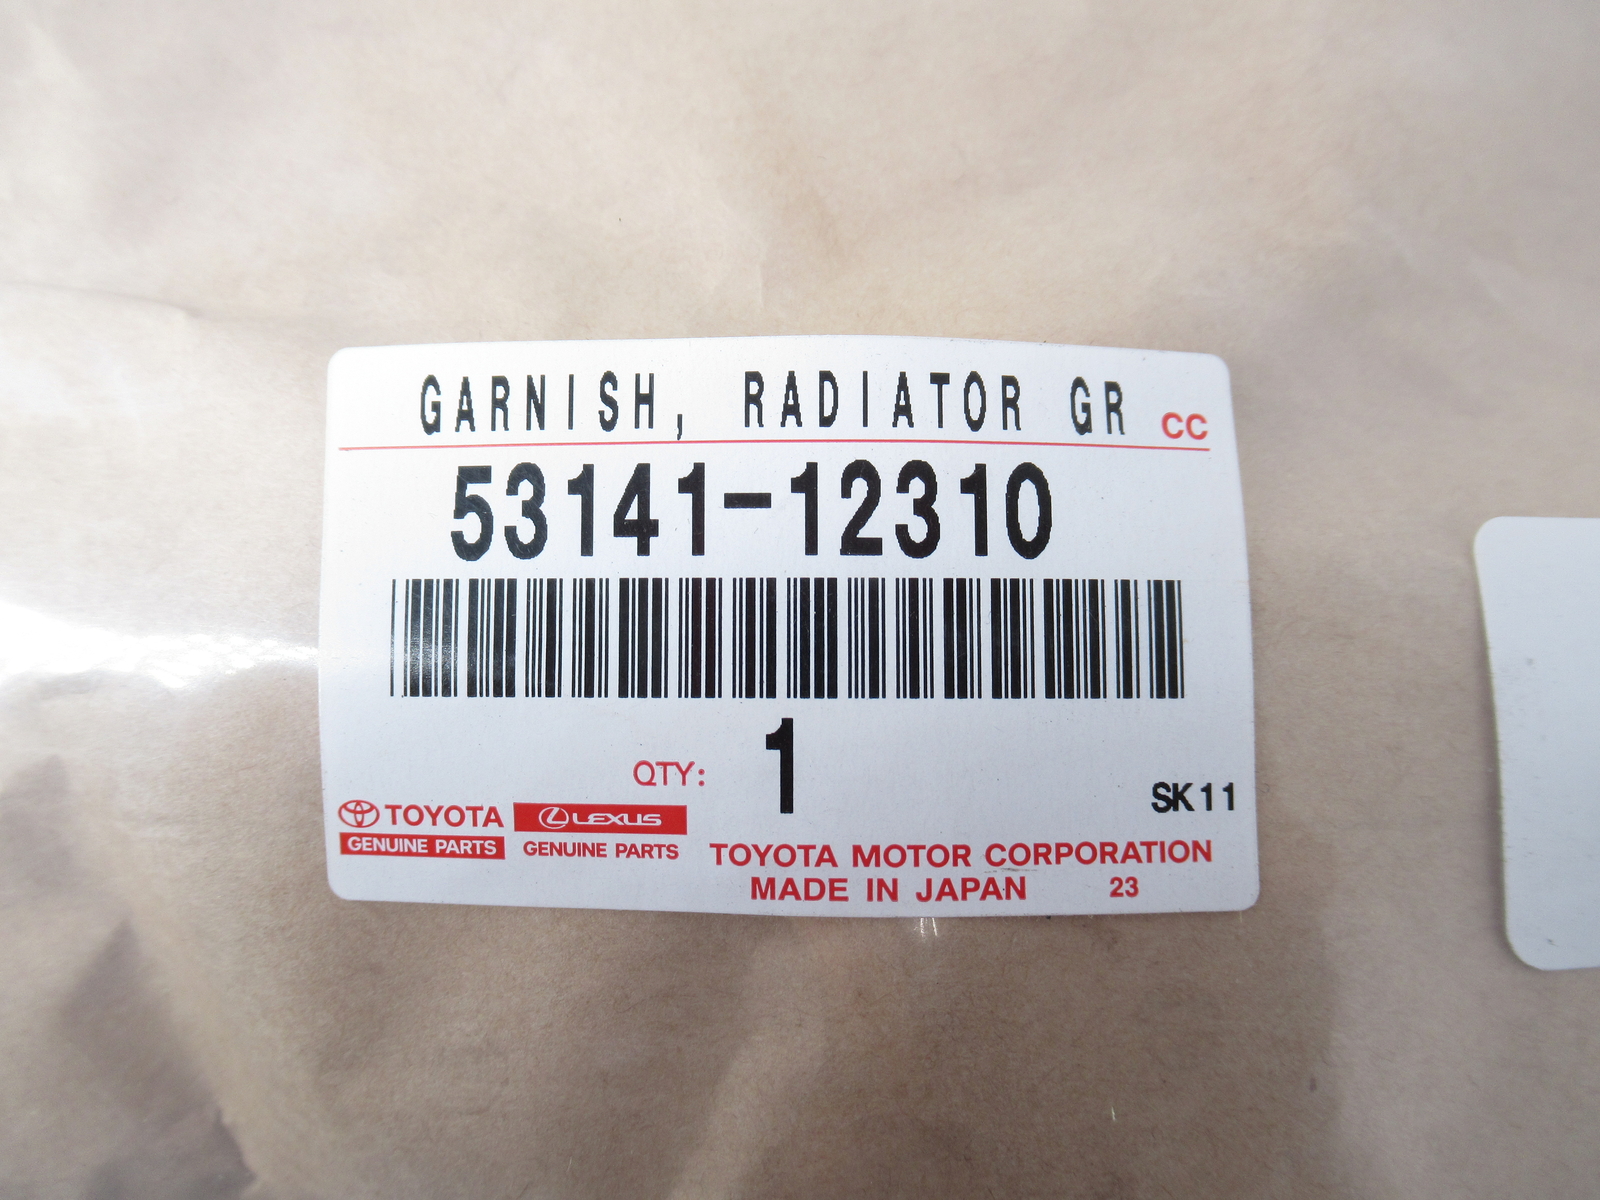 GARNISH, RADIATOR GR CC
53141-12310
QTY: 1
SK11
TOYOTA
GENUINE PARTS
LEXUS
GENUINE PARTS
TOYOTA MOTOR CORPORATION
MADE IN JAPAN 23